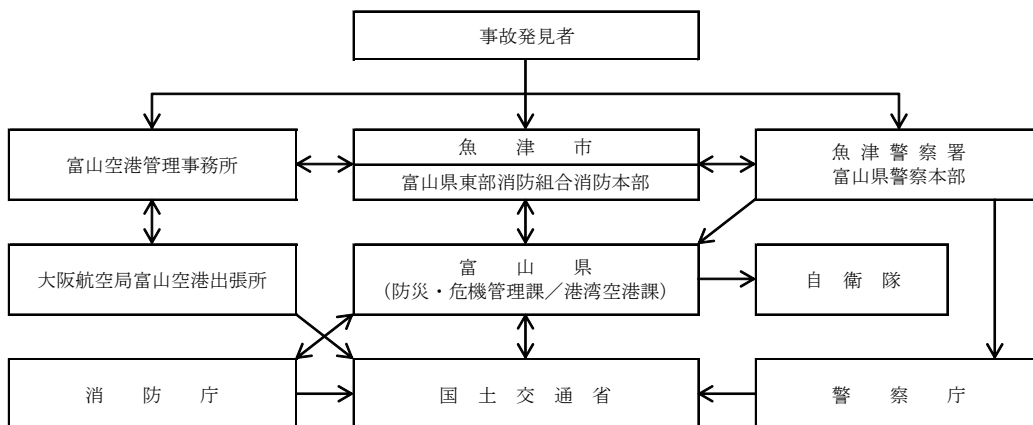 事故発見者
富山空港管理事務所
魚津市
富山県東部消防組合消防本部
魚津警察署
富山県警察本部
大阪航空局富山空港出張所
富山県
(防災・危機管理課／港湾空港課)
自衛隊
消防庁
国土交通省
警察庁